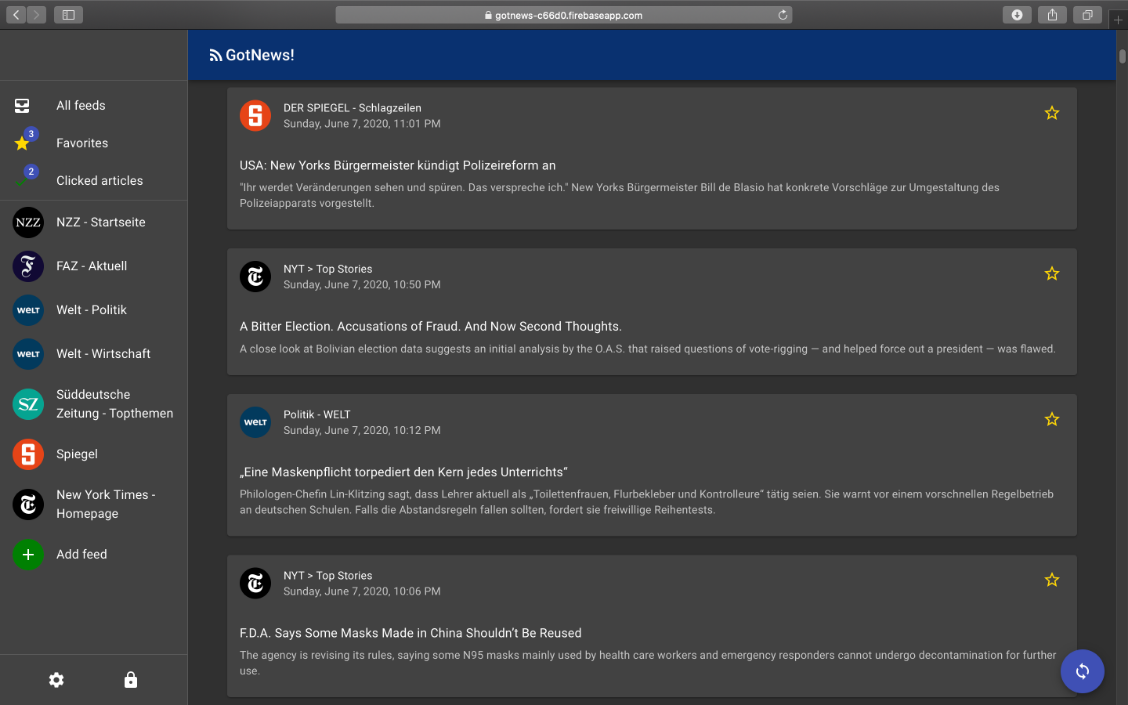 gotnews-c66d0.firebaseapp.com
GotNews!
All feeds
3
Favorites
2
Clicked articles
NZZ
NZZ - Startseite
FAZ - Aktuell
WELT
Welt - Politik
WELT
Welt - Wirtschaft
SZ
Süddeutsche
Zeitung - Topthemen
S
Spiegel
T
New York Times -
Homepage
Add feed
S
DER SPIEGEL - Schlagzeilen
Sunday, June 7, 2020, 11:01 PM
USA: New Yorks Bürgermeister kündigt Polizeireform an
"Ihr werdet Veränderungen sehen und spüren. Das verspreche ich." New Yorks Bürgermeister Bill de Blasio hat konkrete Vorschläge zur Umgestaltung des
Polizeiapparats vorgestellt.
T
NYT > Top Stories
Sunday, June 7, 2020, 10:50 PM
A Bitter Election. Accusations of Fraud. And Now Second Thoughts.
A close look at Bolivian election data suggests an initial analysis by the O.A.S. that raised questions of vote-rigging — and helped force out a president — was flawed.
WELT
Politik - WELT
Sunday, June 7, 2020, 10:12 PM
„Eine Maskenpflicht torpediert den Kern jedes Unterrichts“
Philologen-Chefin Lin-Klitzing sagt, dass Lehrer aktuell als „Toilettenfrauen, Flurbekleber und Kontrolleure“ tätig seien. Sie warnt vor einem vorschnellen Regelbetrieb
an deutschen Schulen. Falls die Abstandsregeln fallen sollten, fordert sie freiwillige Reihentests.
T
NYT > Top Stories
Sunday, June 7, 2020, 10:06 PM
F.D.A. Says Some Masks Made in China Shouldn’t Be Reused
The agency is revising its rules, saying some N95 masks mainly used by health care workers and emergency responders cannot undergo decontamination for further
use.